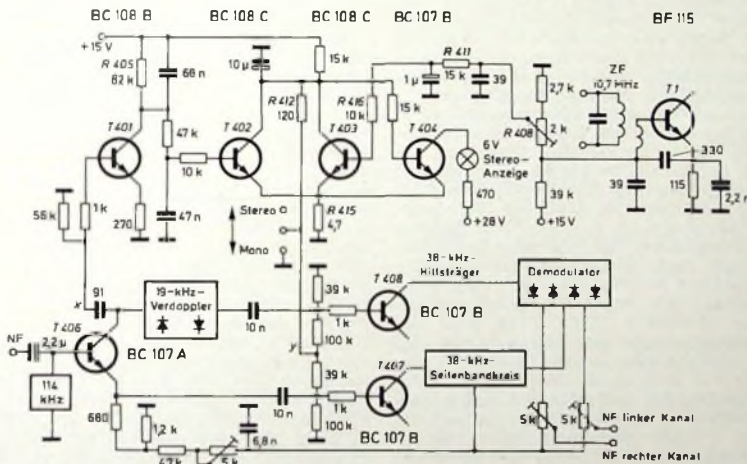 BC 108 B BC 108 C BC 108 C BC 107 B BF 115
+15 V
R 405
82 k
68 n
10 μ
15 k
R 412
120
R 416
10 k
15 k
1 μ
R 411
15 k
39
2,7 k
R 408
2 k
ZF
10,7 MHz
T 1
330
T 401
47 k
T 402
T 403
T 404
6 V
Stereo-
Anzeige
10 k
56 k
1 k
270
47 n
Stereo
Mono
R 415
4,7
470
+28 V
39 k
+15 V
39
115
2,2 n
x
91
19-kHz-
Verdoppler
10 n
39 k
1 k
100 k
T 408
BC 107 B
38-kHz-
Hilfsträger
Demodulator
NF
2,2 μ
T 406
BC 107 A
114
kHz
y
39 k
1 k
100 k
10 n
T 407
BC 107 B
38-kHz-
Seitenbandkreis
5 k
5 k
NF linker Kanal
NF rechter Kanal
680
1,2 k
47 k
5 k
6,8 n